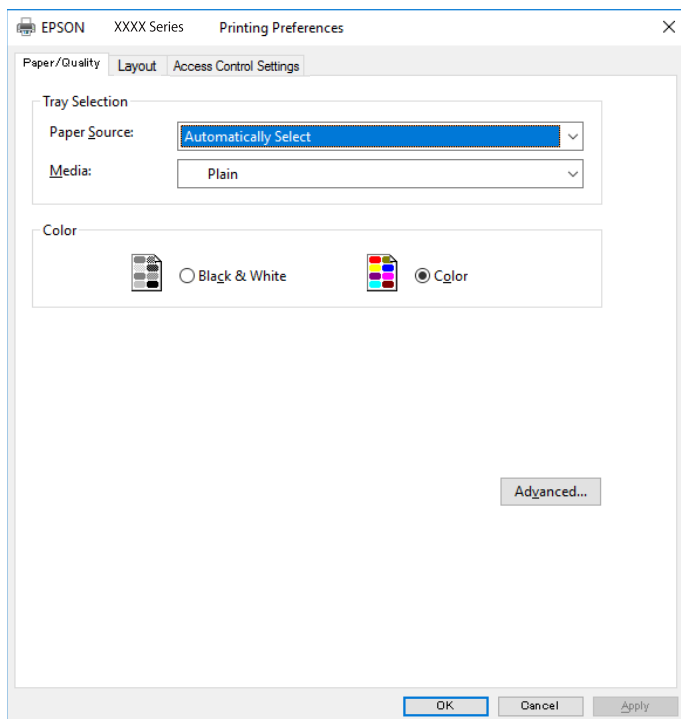 EPSON XXXX Series Printing Preferences
Paper/Quality Layout Access Control Settings
Tray Selection
Paper Source: Automatically Select
Media: Plain
Color
Black & White Color
Advanced...
OK Cancel Apply